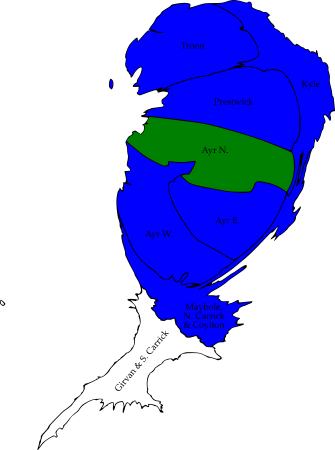 Troon
Kyle
Prestwick
Ayr N.
Ayr E.
Ayr W.
Maybole,
N. Carrick
& Coylton
Girvan & S. Carrick